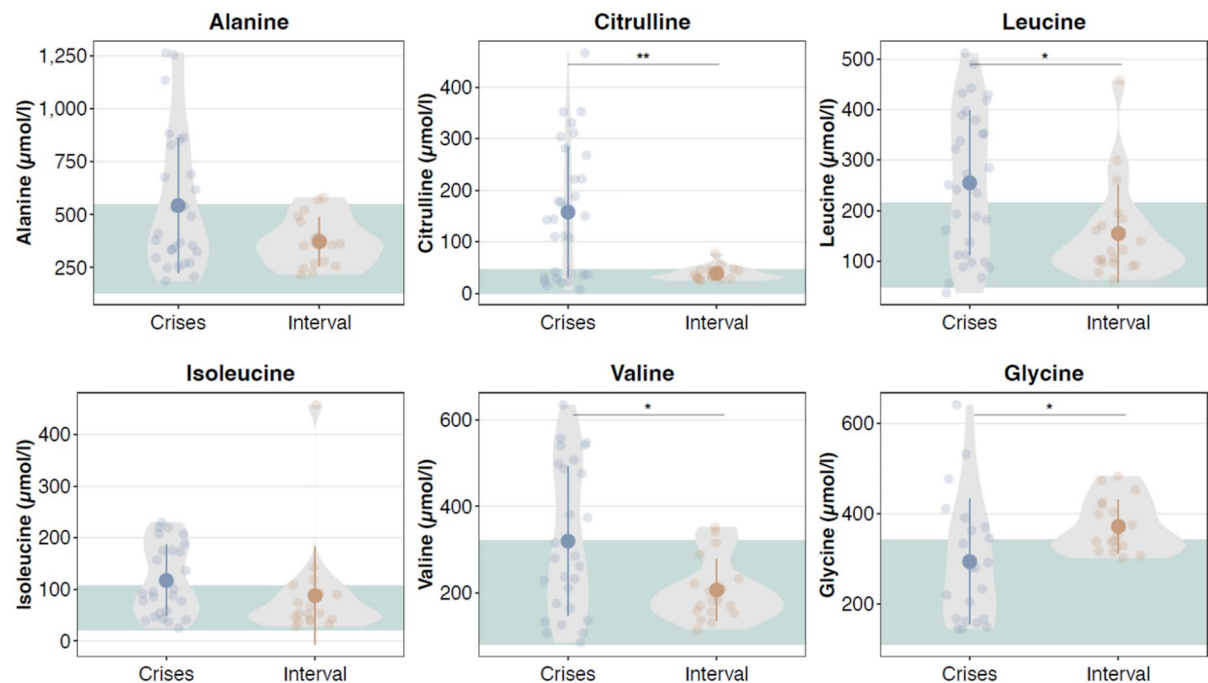 Alanine
Citrulline
Leucine
Alanine (µmol/l)
1,250
1,000
750
500
250
Crises
Interval
Citrulline (µmol/l)
400
300
200
100
0
**
Crises
Interval
Leucine (µmol/l)
500
400
300
200
100
*
Crises
Interval
Isoleucine
Valine
Glycine
Isoleucine (µmol/l)
400
300
200
100
0
Crises
Interval
Valine (µmol/l)
600
400
200
*
Crises
Interval
Glycine (µmol/l)
600
400
200
*
Crises
Interval